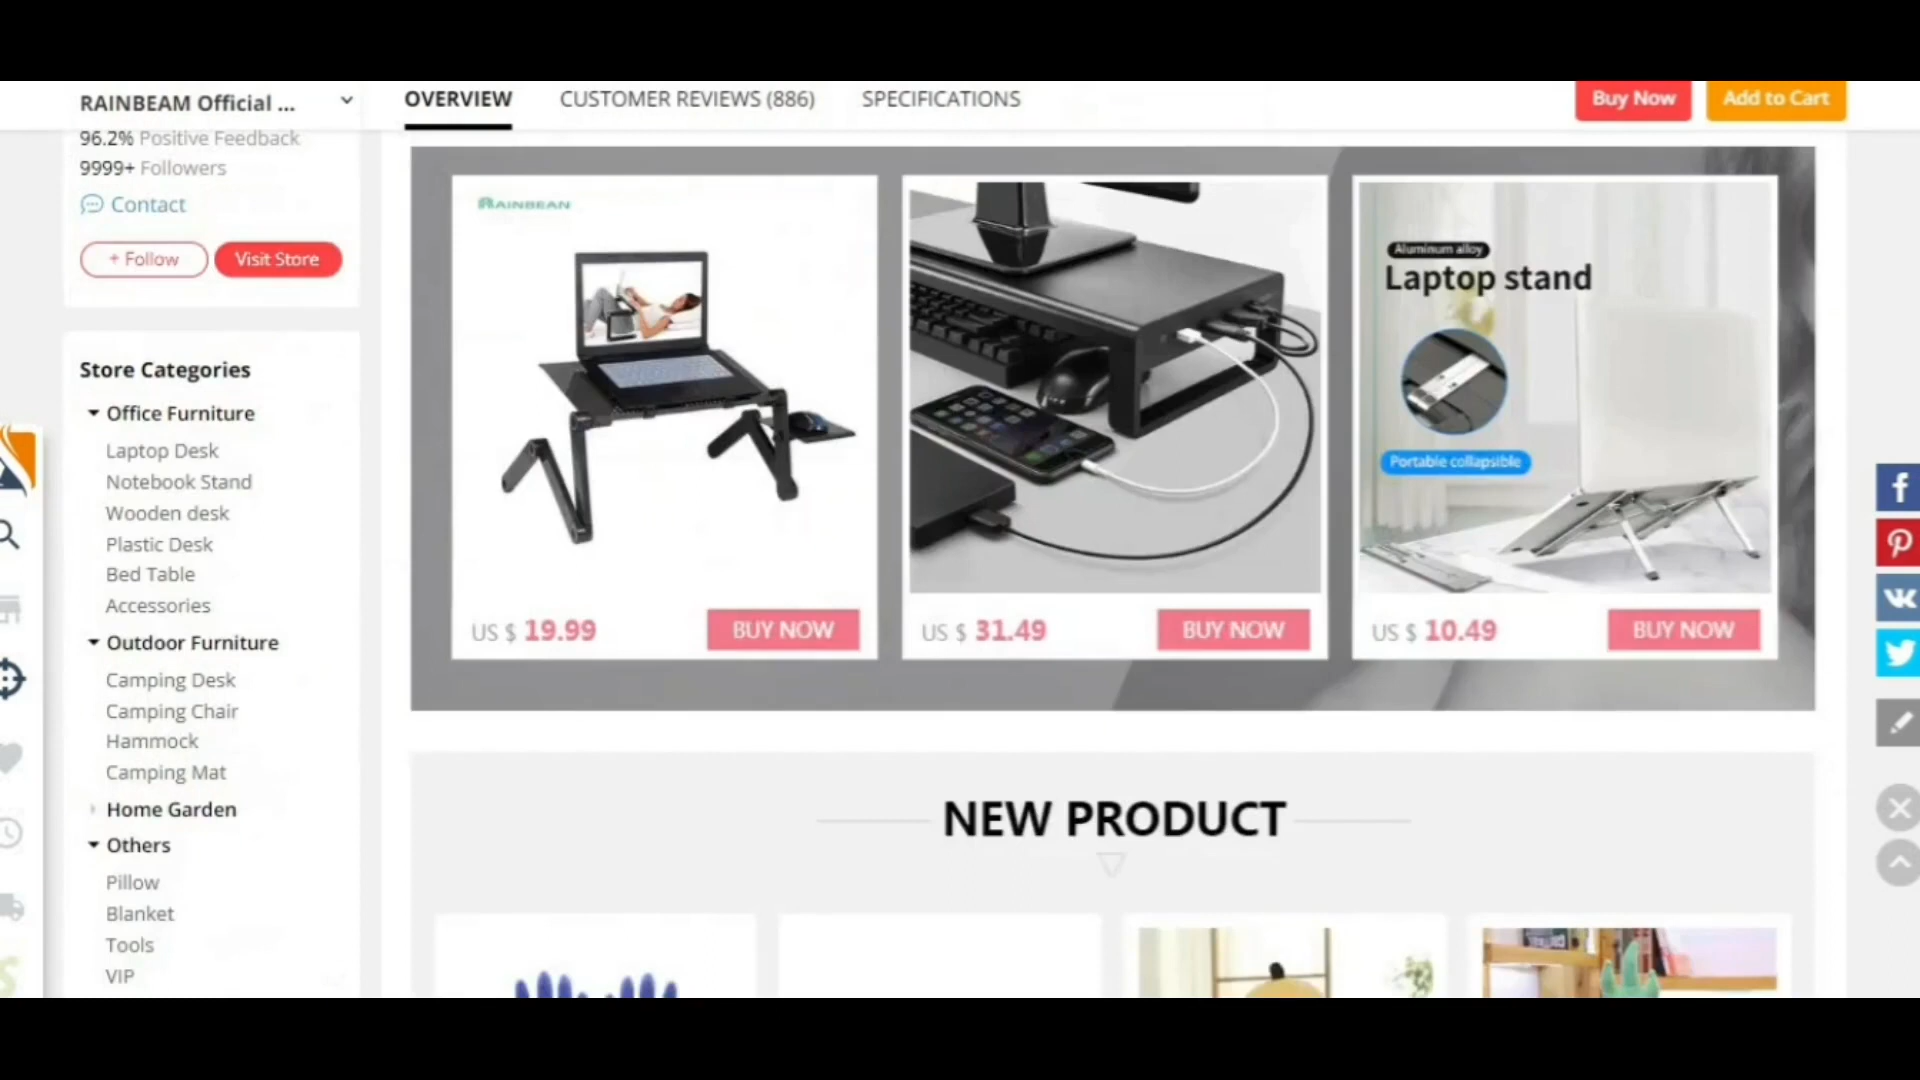 RAINBEAM Official ...
OVERVIEW
CUSTOMER REVIEWS (886)
SPECIFICATIONS
Buy Now
Add to Cart
96.2% Positive Feedback
9999+ Followers
Contact
+ Follow
Visit Store
Store Categories
Office Furniture
Laptop Desk
Notebook Stand
Wooden desk
Plastic Desk
Bed Table
Accessories
Outdoor Furniture
Camping Desk
Camping Chair
Hammock
Camping Mat
Home Garden
Others
Pillow
Blanket
Tools
VIP
RAINBEAN
US $ 19.99
BUY NOW
US $ 31.49
BUY NOW
Aluminum alloy
Laptop stand
Portable collapsible
US $ 10.49
BUY NOW
NEW PRODUCT